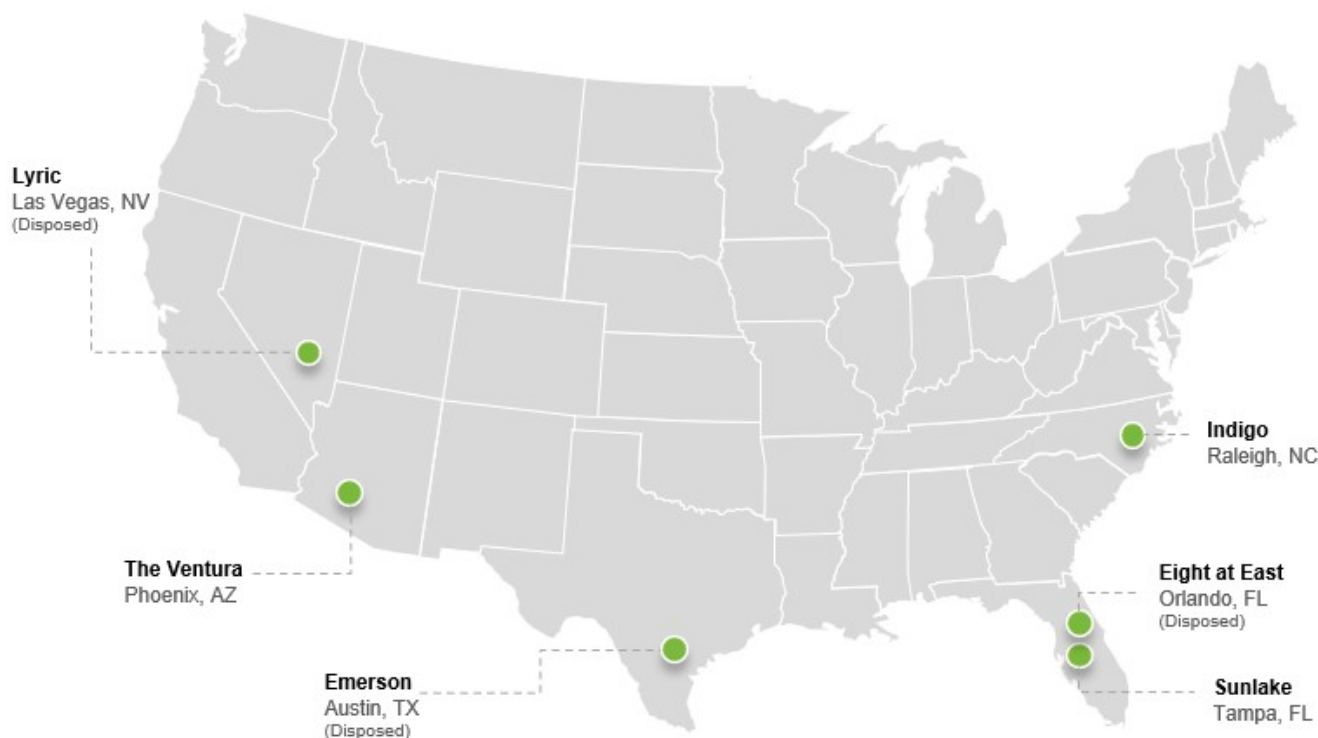 Lyric
Las Vegas, NV
(Disposed)
Indigo
Raleigh, NC
The Ventura
Phoenix, AZ
Eight at East
Orlando, FL
(Disposed)
Emerson
Austin, TX
(Disposed)
Sunlake
Tampa, FL